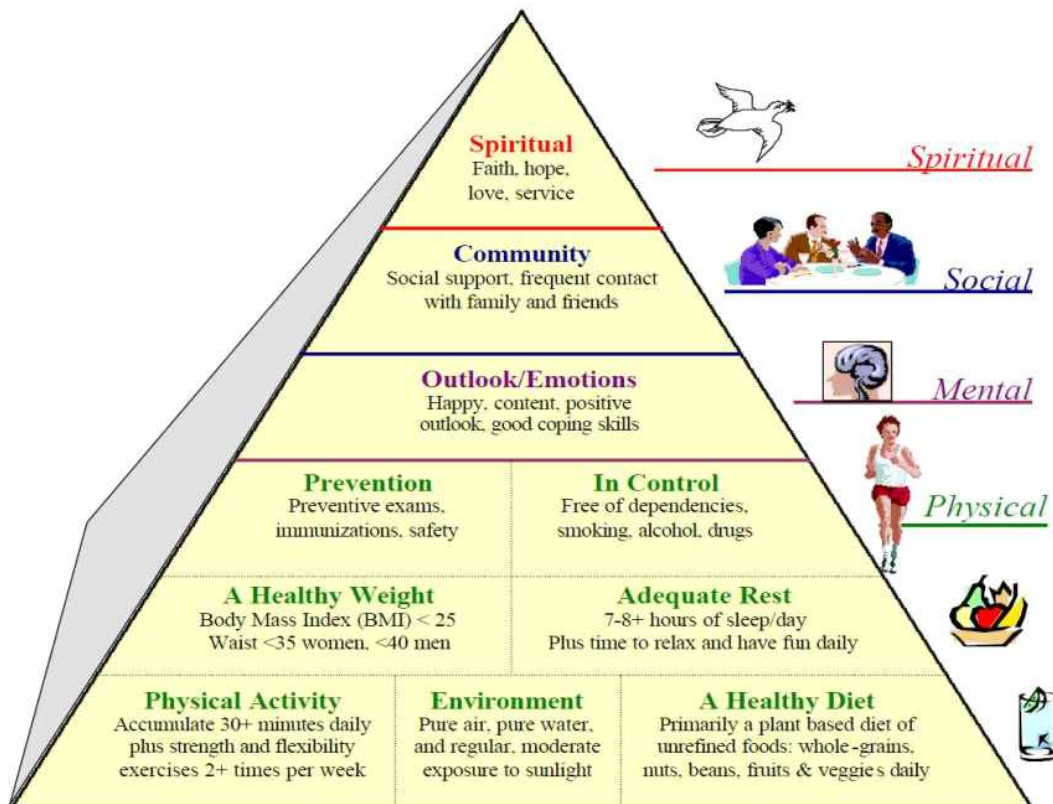 Spiritual
Faith, hope,
love, service
Spiritual
Community
Social support, frequent contact
with family and friends
Social
Outlook/Emotions
Happy, content, positive
outlook, good coping skills
Mental
Prevention
Preventive exams,
immunizations, safety
In Control
Free of dependencies,
smoking, alcohol, drugs
Physical
A Healthy Weight
Body Mass Index (BMI) < 25
Waist <35 women, <40 men
Adequate Rest
7-8+ hours of sleep/day
Plus time to relax and have fun daily
Physical Activity
Accumulate 30+ minutes daily
plus strength and flexibility
exercises 2+ times per week
Environment
Pure air, pure water,
and regular, moderate
exposure to sunlight
A Healthy Diet
Primarily a plant based diet of
unrefined foods: whole-grains,
nuts, beans, fruits & veggies daily